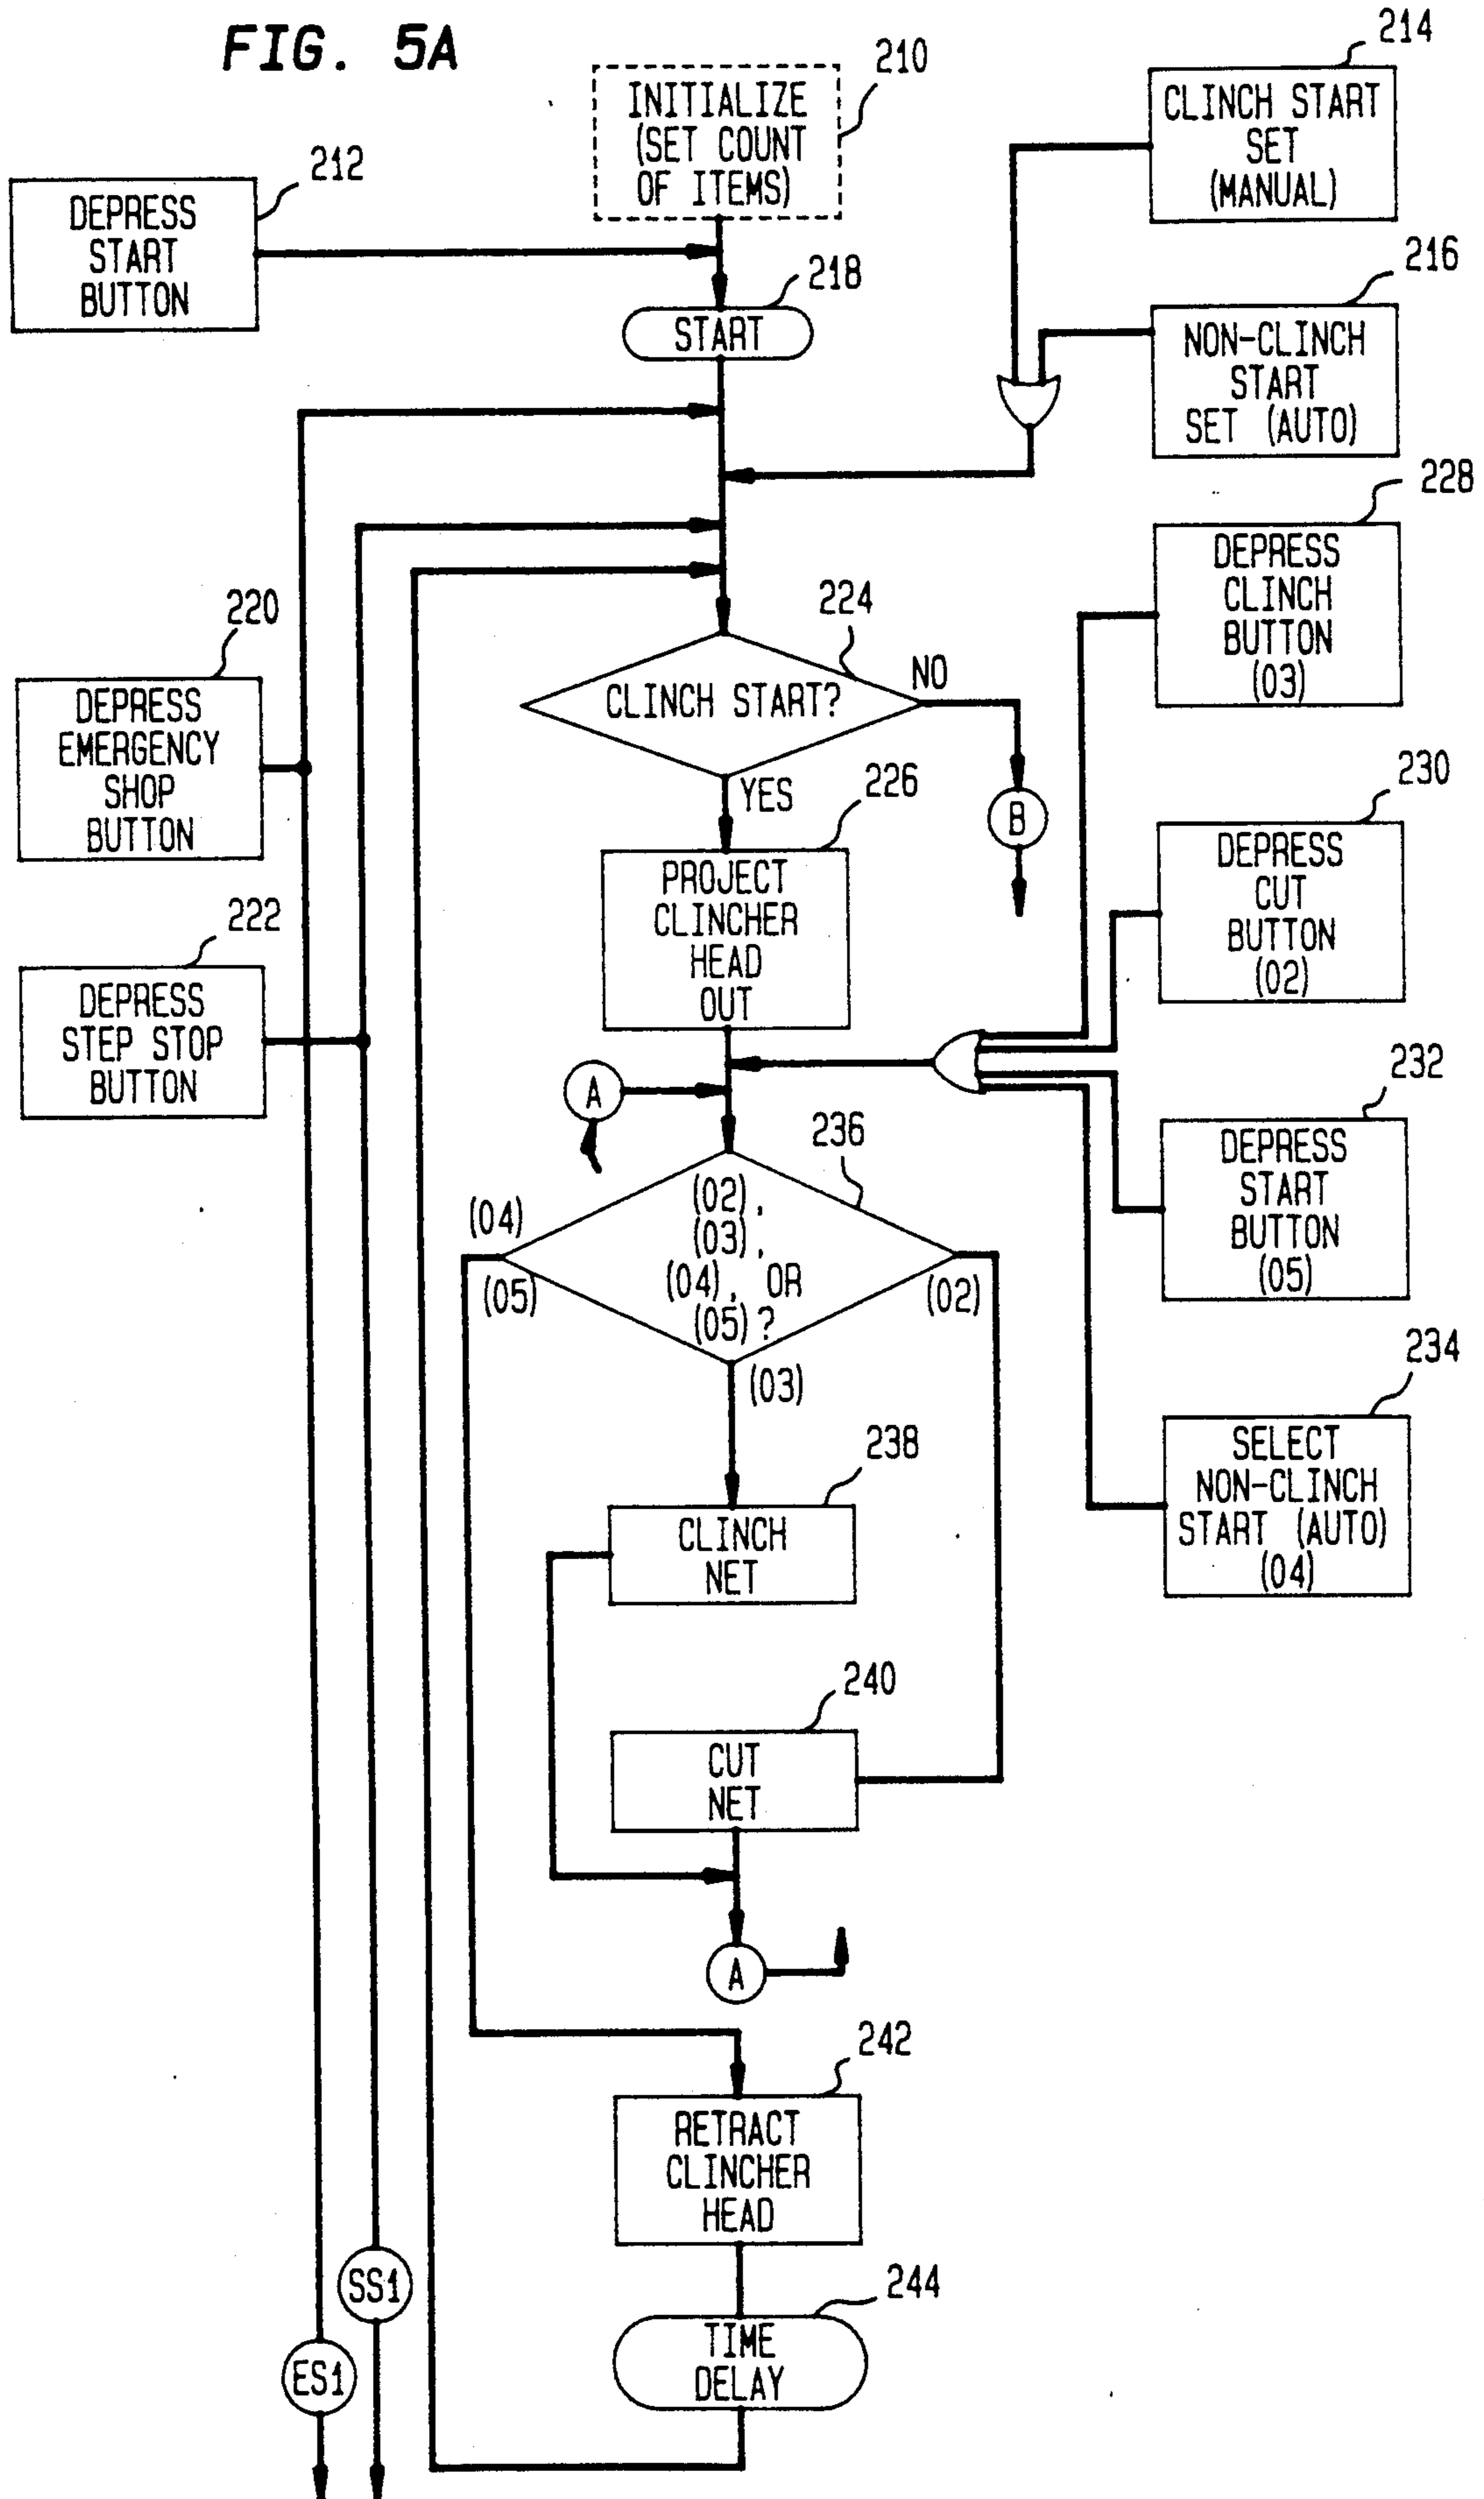 FIG. 5A
210
INITIALIZE
(SET COUNT
OF ITEMS)
214
CLINCH START
SET
(MANUAL)
212
DEPRESS
START
BUTTON
218
START
216
NON-CLINCH
START
SET (AUTO)
228
DEPRESS
CLINCH
BUTTON
(03)
220
DEPRESS
EMERGENCY
SHOP
BUTTON
224
CLINCH START?
NO
YES
B
226
PROJECT
CLINCHER
HEAD
OUT
230
DEPRESS
CUT
BUTTON
(02)
222
DEPRESS
STEP STOP
BUTTON
A
232
DEPRESS
START
BUTTON
(05)
236
(02),
(03),
(04), OR
(05)?
(04)
(05)
(02)
(03)
234
SELECT
NON-CLINCH
START (AUTO)
(04)
238
CLINCH
NET
240
CUT
NET
A
242
RETRACT
CLINCHER
HEAD
SS1
244
TIME
DELAY
ES1